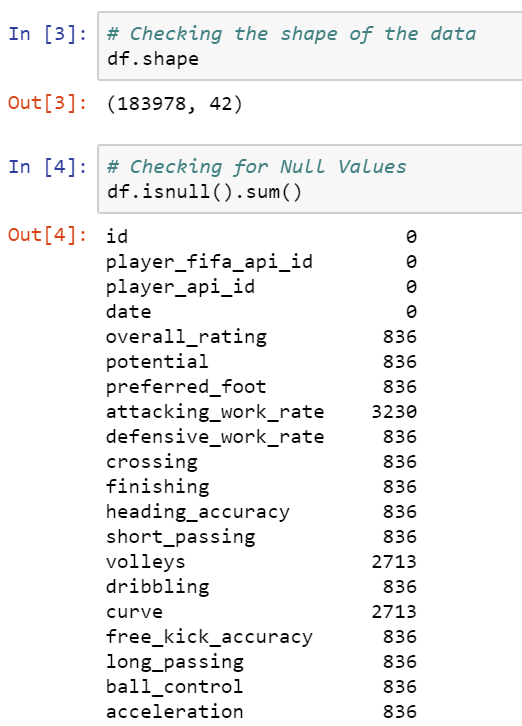 In [3]: # Checking the shape of the data
df.shape
Out[3]: (183978, 42)
In [4]: # Checking for Null Values
df.isnull().sum()
Out[4]: id 0
player_fifa_api_id 0
player_api_id 0
date 0
overall_rating 836
potential 836
preferred_foot 836
attacking_work_rate 3230
defensive_work_rate 836
crossing 836
finishing 836
heading_accuracy 836
short_passing 836
volleys 2713
dribbling 836
curve 2713
free_kick_accuracy 836
long_passing 836
ball_control 836
acceleration 836